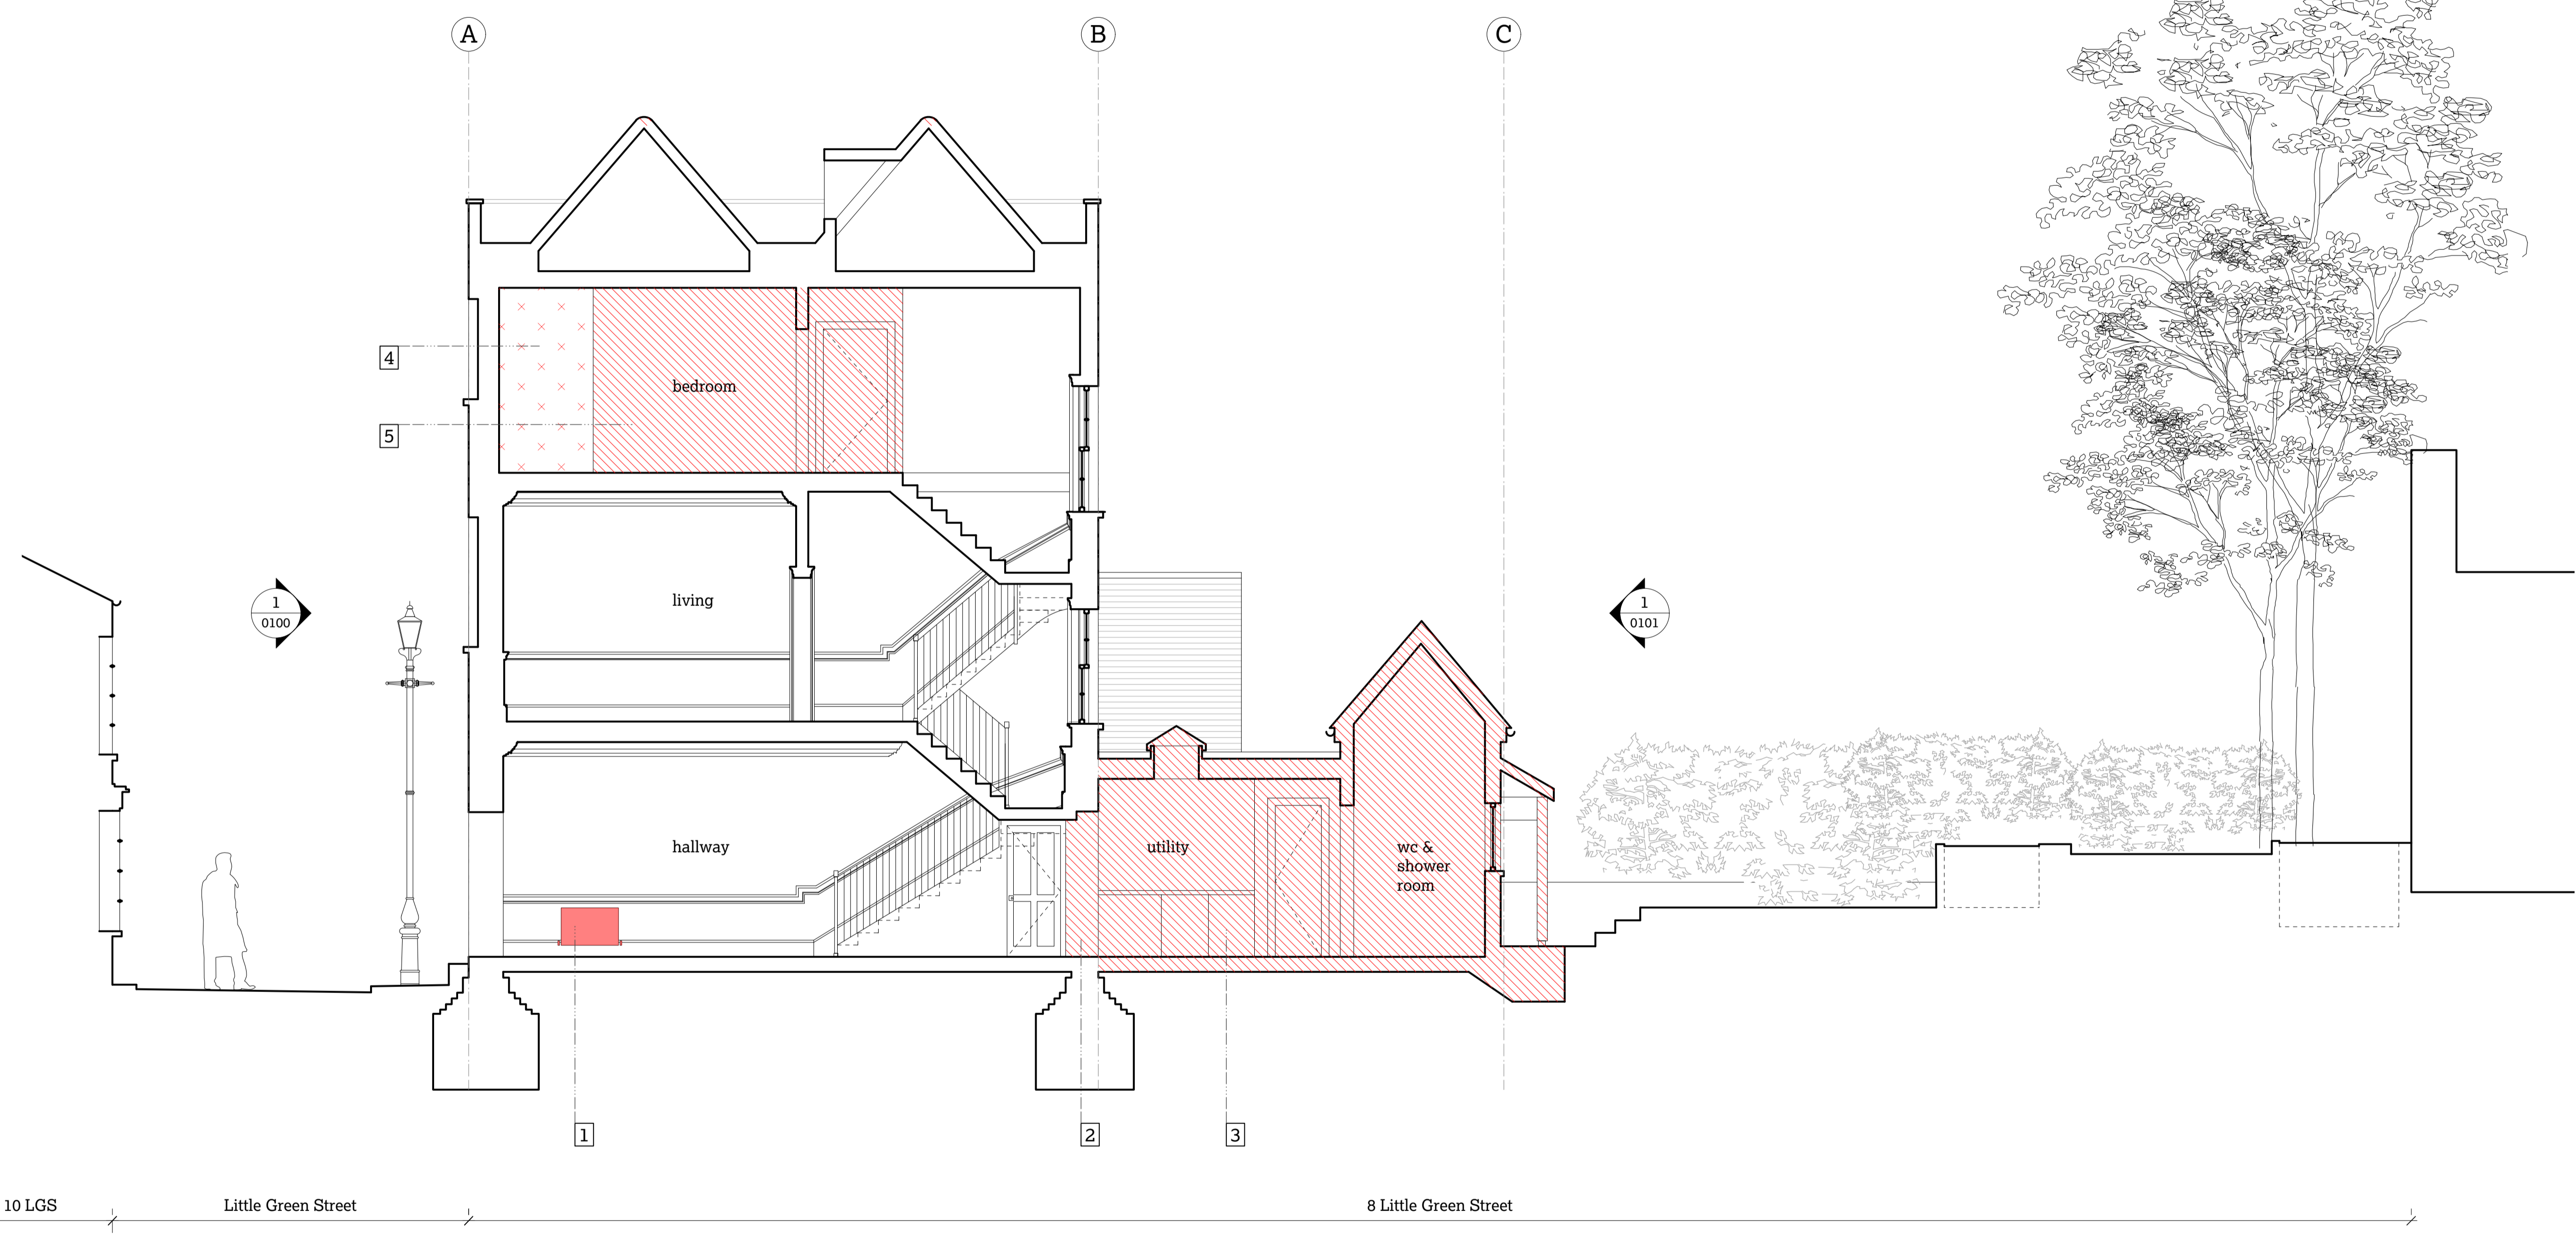 A
B
C
4
bedroom
5
living
1
0100
1
0101
hallway
utility
wc &
shower
room
1
2
3
10 LGS
Little Green Street
8 Little Green Street